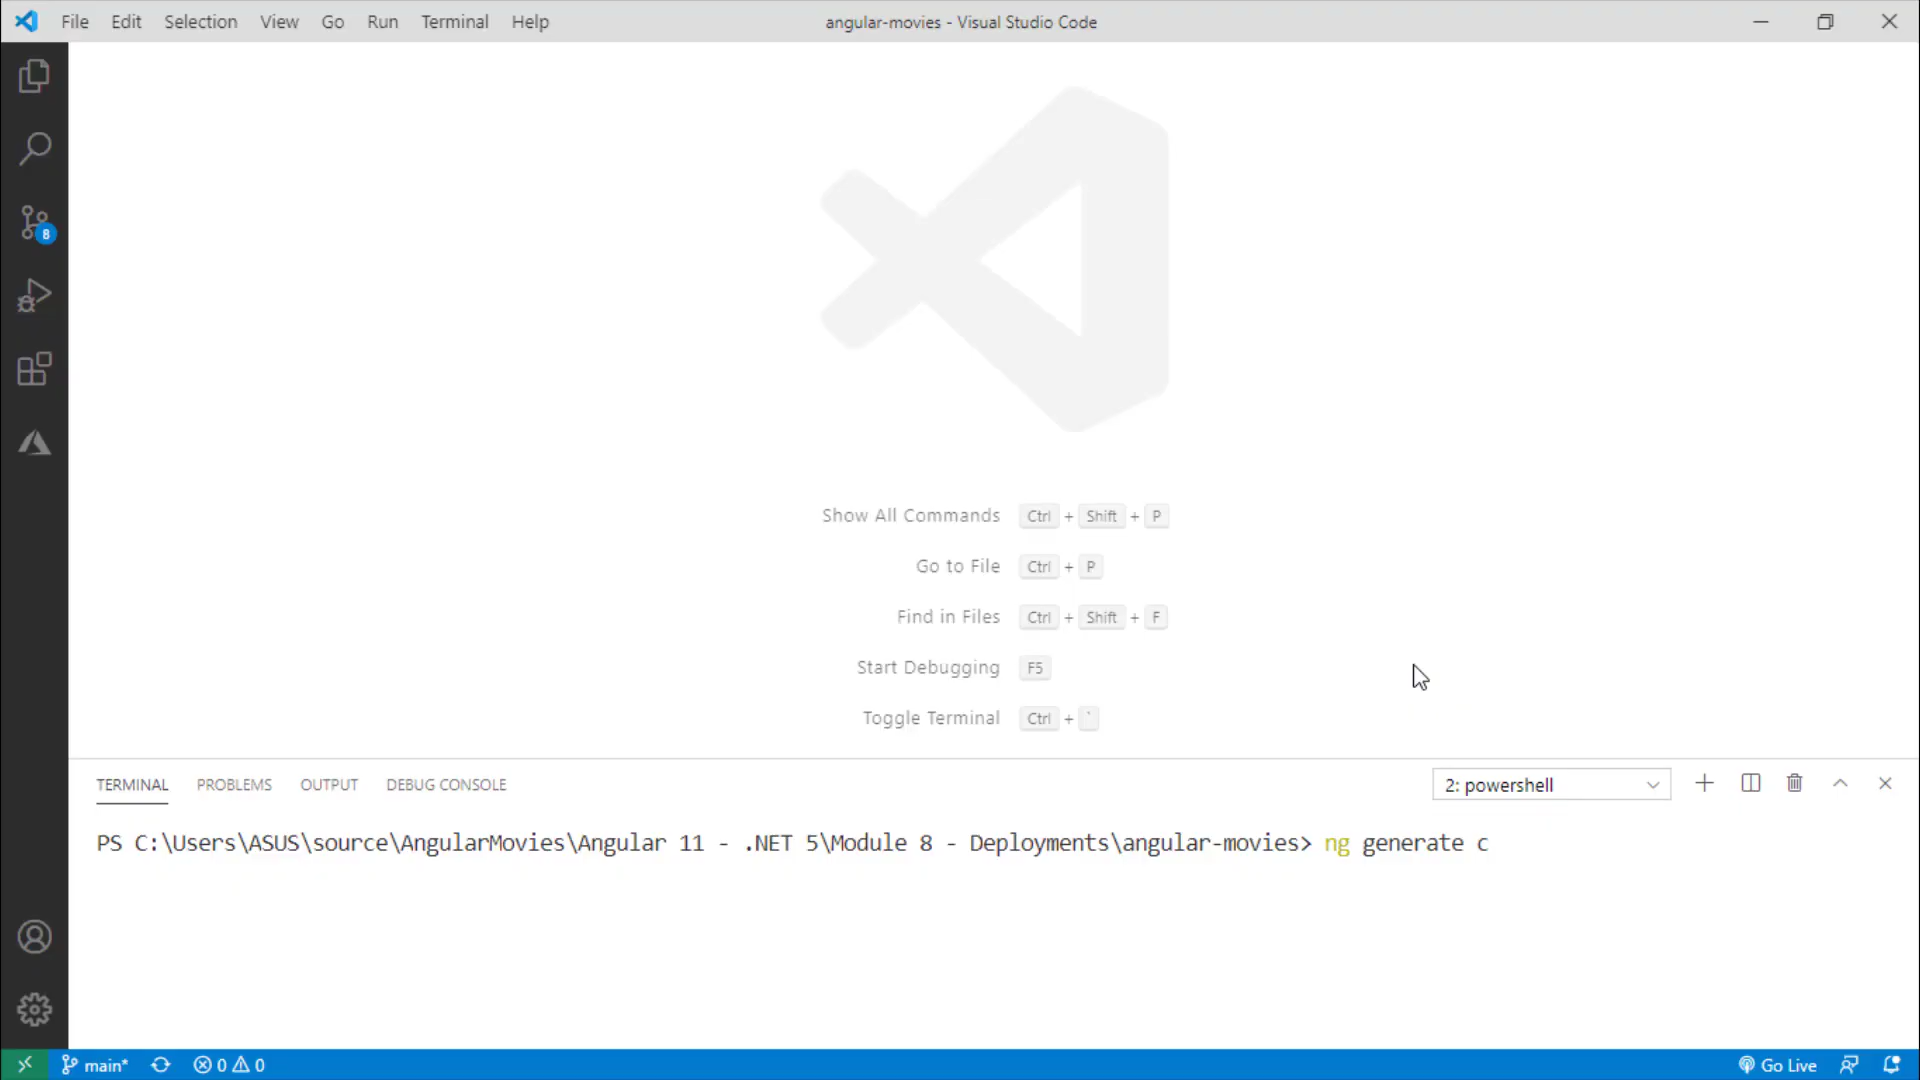 File Edit Selection View Go Run Terminal Help
angular-movies - Visual Studio Code
8
Show All Commands Ctrl + Shift + P
Go to File Ctrl + P
Find in Files Ctrl + Shift + F
Start Debugging F5
Toggle Terminal Ctrl + `
TERMINAL PROBLEMS OUTPUT DEBUG CONSOLE 2: powershell
PS C:\Users\ASUS\source\AngularMovies\Angular 11 - .NET 5\Module 8 - Deployments\angular-movies> ng generate c
main* 0 0 Go Live